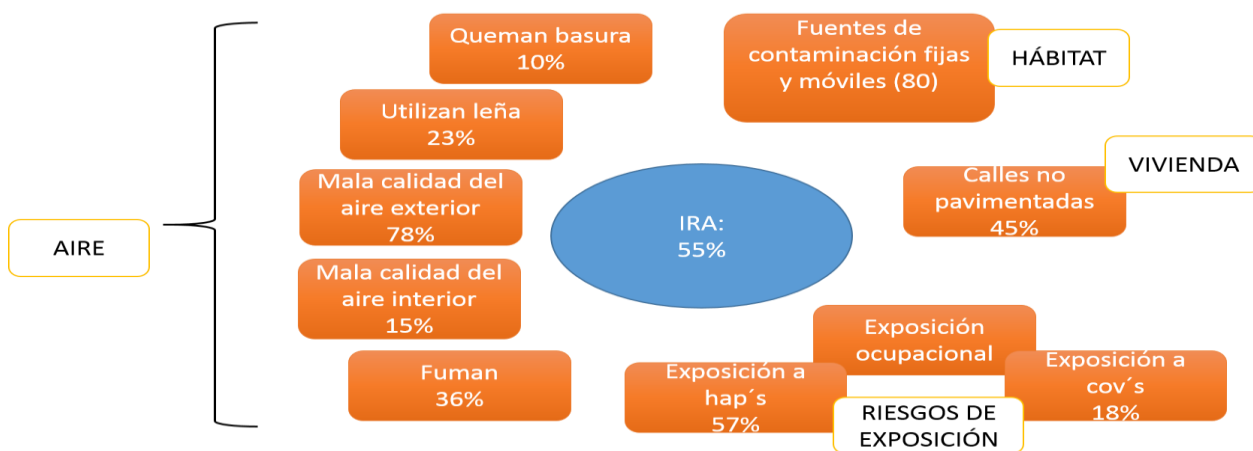 Queman basura
10%
Fuentes de
contaminación fijas
y móviles (80)
HÁBITAT
Utilizan leña
23%
VIVIENDA
Mala calidad del
aire exterior
78%
Calles no
pavimentadas
45%
AIRE
IRA:
55%
Mala calidad del
aire interior
15%
Exposición
ocupacional
Fuman
36%
Exposición a
hap´s
57%
Exposición a
cov´s
18%
RIESGOS DE
EXPOSICIÓN